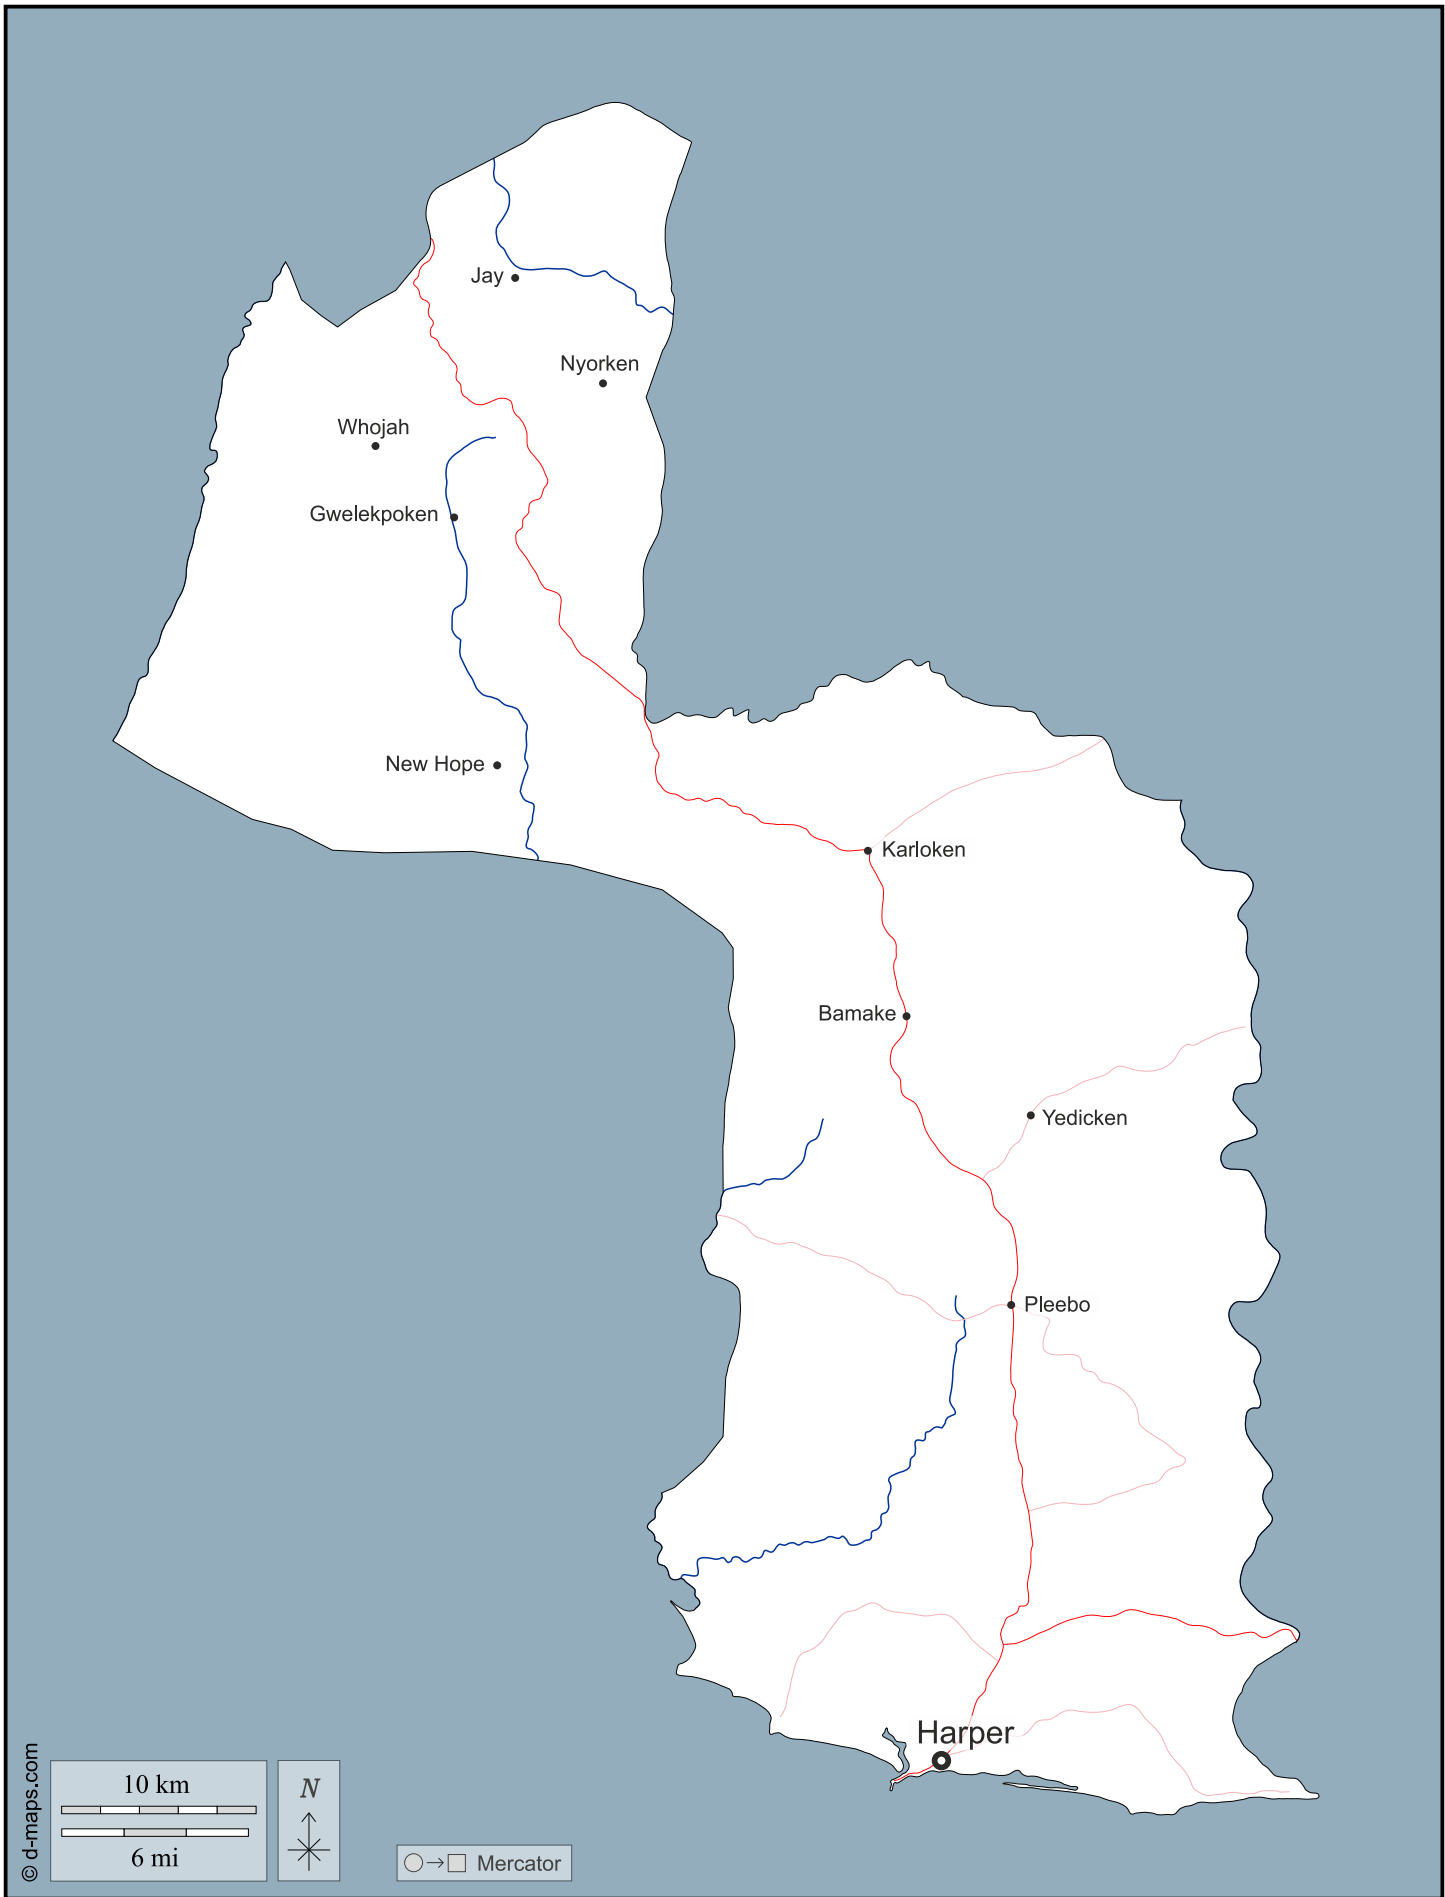 Jay
Nyorken
Whojah
Gwelekpoken
New Hope
Karloken
Bamake
Yedicken
Pleebo
Harper
© d-maps.com
10 km
6 mi
N
Mercator